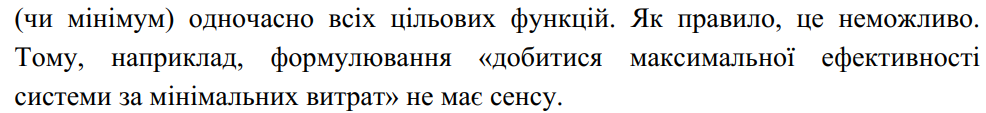 (чи мінімум) одночасно всіх цільових функцій. Як правило, це неможливо.
Тому, наприклад, формулювання «добитися максимальної ефективності
системи за мінімальних витрат» не має сенсу.